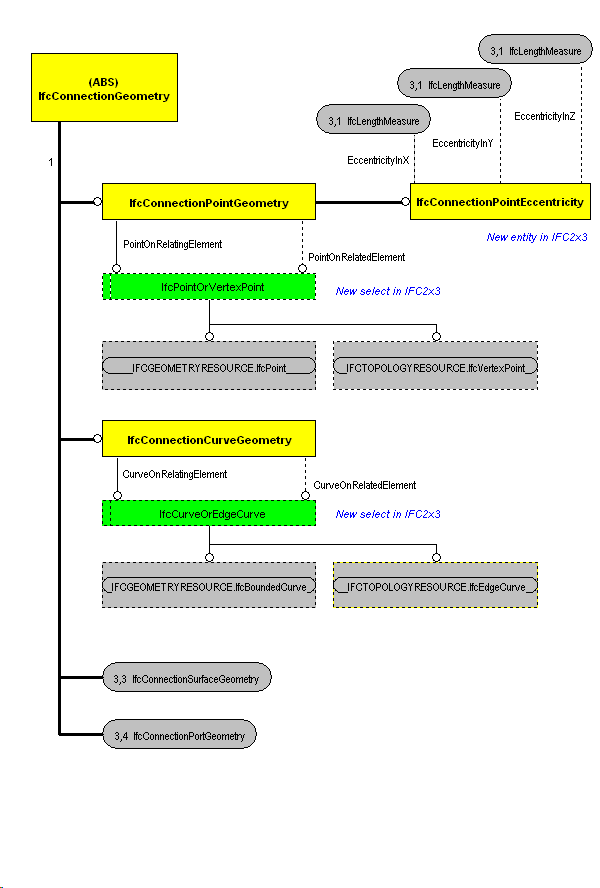 3,1 IfcLengthMeasure
(ABS)
IfcConnectionGeometry
3,1 IfcLengthMeasure
3,1 IfcLengthMeasure
EccentricityInZ
EccentricityInY
EccentricityInX
1
IfcConnectionPointGeometry
IfcConnectionPointEccentricity
New entity in IFC2x3
PointOnRelatingElement
PointOnRelatedElement
IfcPointOrVertexPoint
New select in IFC2x3
IFCGEOMETRYRESOURCE.IfcPoint
IFCTOPOLOGYRESOURCE.IfcVertexPoint
IfcConnectionCurveGeometry
CurveOnRelatingElement
CurveOnRelatedElement
IfcCurveOrEdgeCurve
New select in IFC2x3
IFCGEOMETRYRESOURCE.IfcBoundedCurve
IFCTOPOLOGYRESOURCE.IfcEdgeCurve
3,3 IfcConnectionSurfaceGeometry
3,4 IfcConnectionPortGeometry